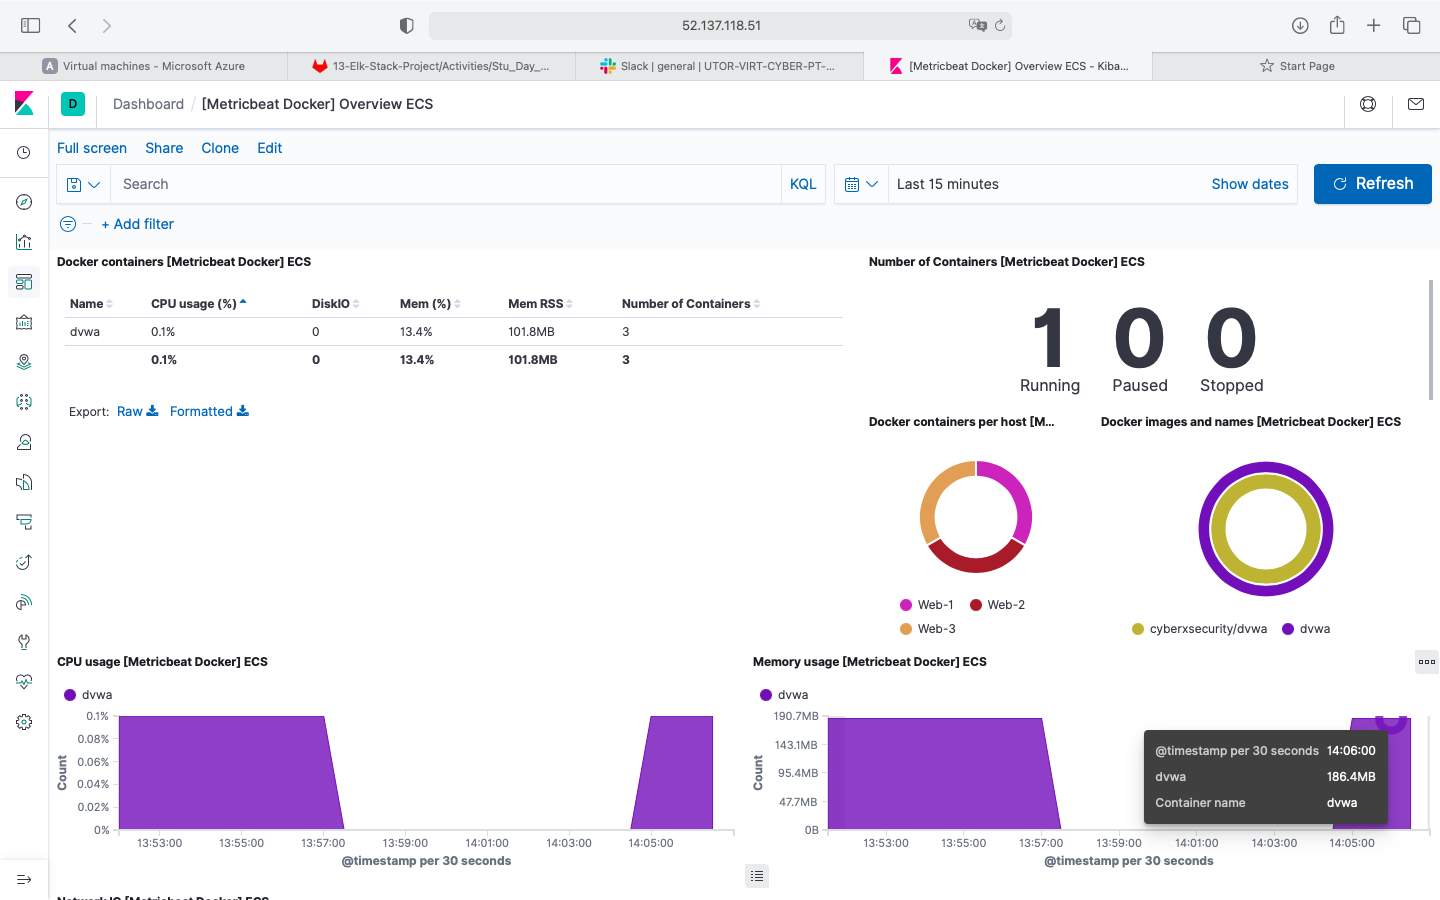 52.137.118.51
A Virtual machines – Microsoft Azure
13-Elk-Stack-Project/Activities/Stu_Day_...
Slack | general | UTOR-VIRT-CYBER-PT-...
[Metricbeat Docker] Overview ECS - Kiba...
Start Page
D Dashboard / [Metricbeat Docker] Overview ECS
Full screen Share Clone Edit
Search KQL Last 15 minutes Show dates Refresh
+ Add filter
Docker containers [Metricbeat Docker] ECS
Name CPU usage (%) DiskIO Mem (%) Mem RSS Number of Containers
dvwa 0.1% 0 13.4% 101.8MB 3
0.1% 0 13.4% 101.8MB 3
Export: Raw Formatted
Number of Containers [Metricbeat Docker] ECS
1 0 0
Running Paused Stopped
Docker containers per host [M...
Web-1 Web-2
Web-3
Docker images and names [Metricbeat Docker] ECS
cyberxsecurity/dvwa dvwa
CPU usage [Metricbeat Docker] ECS
dvwa
0.1%
0.08%
0.06%
0.04%
0.02%
0%
Count
13:53:00 13:55:00 13:57:00 13:59:00 14:01:00 14:03:00 14:05:00
@timestamp per 30 seconds
Memory usage [Metricbeat Docker] ECS
dvwa
190.7MB
143.1MB
95.4MB
47.7MB
0B
Count
@timestamp per 30 seconds 14:06:00
dvwa 186.4MB
Container name dvwa
13:53:00 13:55:00 13:57:00 13:59:00 14:01:00 14:03:00 14:05:00
@timestamp per 30 seconds
Network IO [Metricbeat Docker] ECS